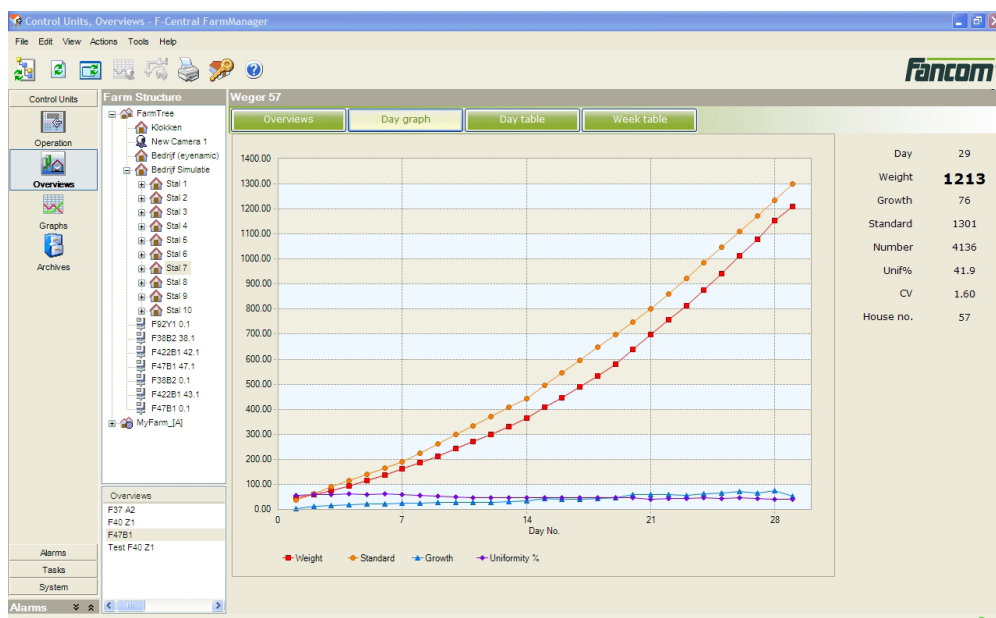 Control Units, Overviews - F-Central FarmManager
File Edit View Actions Tools Help
Fancom
Control Units
Operation
Overviews
Graphs
Archives
Alarms
Tasks
System
Alarms
Farm Structure
FarmTree
Klokken
New Camera 1
Bedrijf (eyenamic)
Bedrijf Simulatie
Stal 1
Stal 2
Stal 3
Stal 4
Stal 5
Stal 6
Stal 7
Stal 8
Stal 9
Stal 10
F92Y1 0.1
F38B2 38.1
F422B1 42.1
F47B1 47.1
F38B2 0.1
F422B1 43.1
F47B1 0.1
MyFarm_[A]
Overviews
F37 A2
F40 Z1
F47B1
Test F40 Z1
Weger 57
Overviews Day graph Day table Week table
1400.00
1300.00
1200.00
1100.00
1000.00
900.00
800.00
700.00
600.00
500.00
400.00
300.00
200.00
100.00
0.00
0 7 14 21 28
Day No.
Weight Standard Growth Uniformity %
Day 29
Weight 1213
Growth 76
Standard 1301
Number 4136
Unif% 41.9
CV 1.60
House no. 57